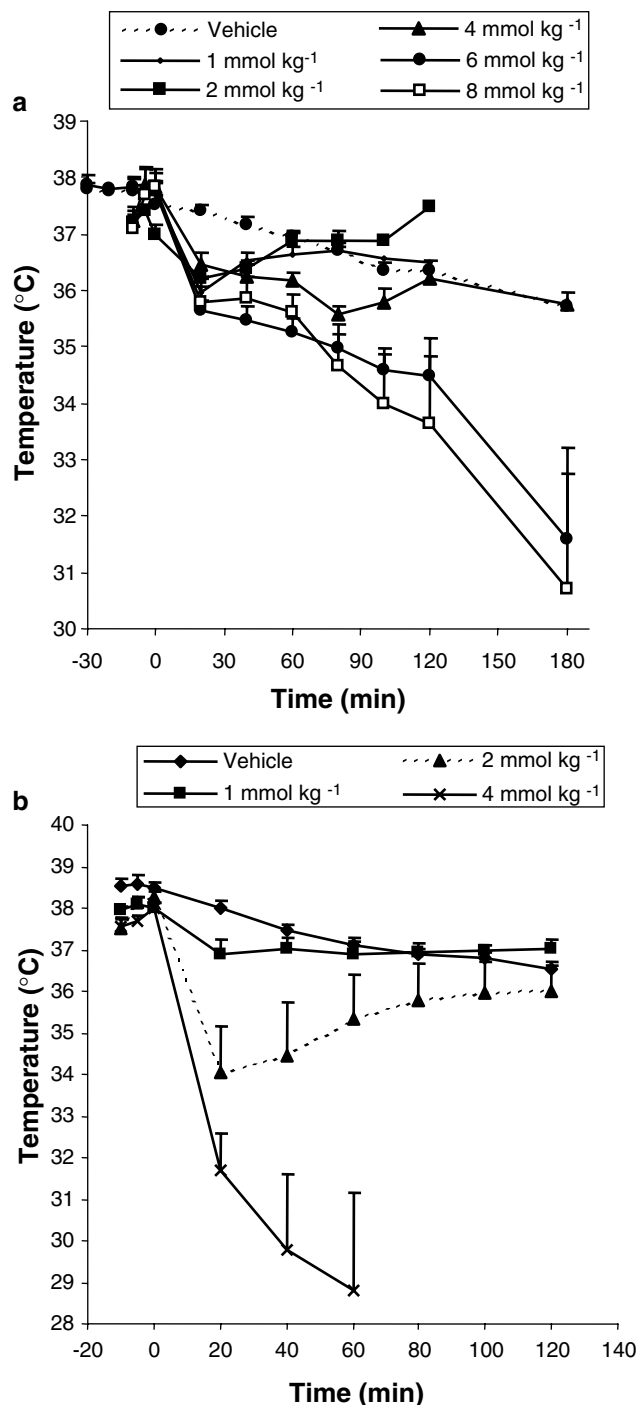 Vehicle
4 mmol kg⁻¹
1 mmol kg⁻¹
6 mmol kg⁻¹
2 mmol kg⁻¹
8 mmol kg⁻¹
a
39
38
37
36
35
34
33
32
31
30
Temperature (°C)
-30 0 30 60 90 120 150 180
Time (min)
Vehicle
2 mmol kg⁻¹
1 mmol kg⁻¹
4 mmol kg⁻¹
b
40
39
38
37
36
35
34
33
32
31
30
29
28
Temperature (°C)
-20 0 20 40 60 80 100 120 140
Time (min)